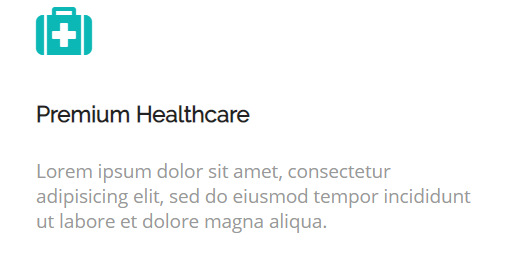 Premium Healthcare
Lorem ipsum dolor sit amet, consectetur
adipisicing elit, sed do eiusmod tempor incididunt
ut labore et dolore magna aliqua.